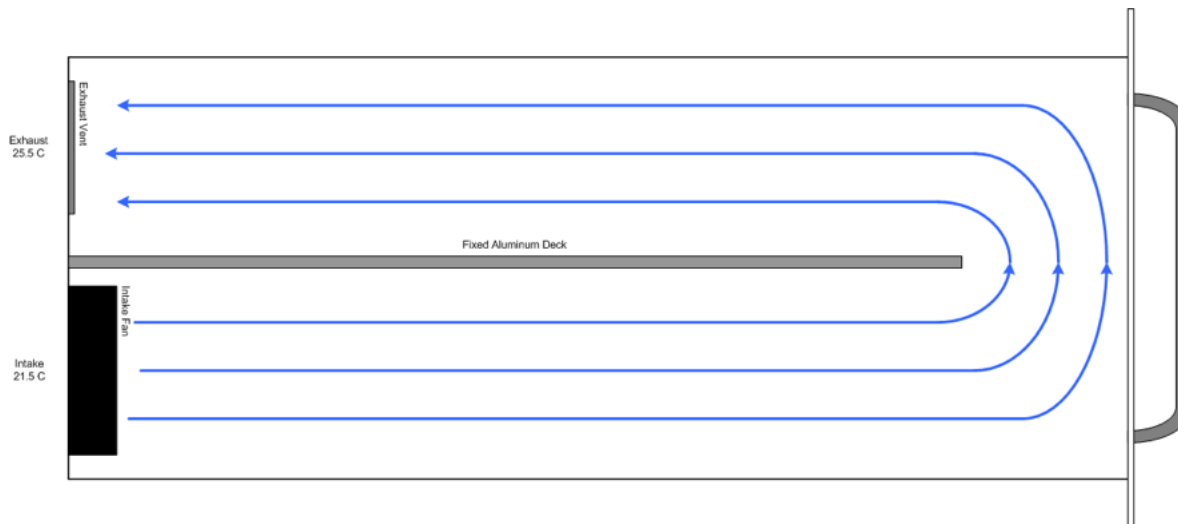 Exhaust Vent
Exhaust
25.5 C
Fixed Aluminum Deck
Intake Fan
Intake
21.5 C